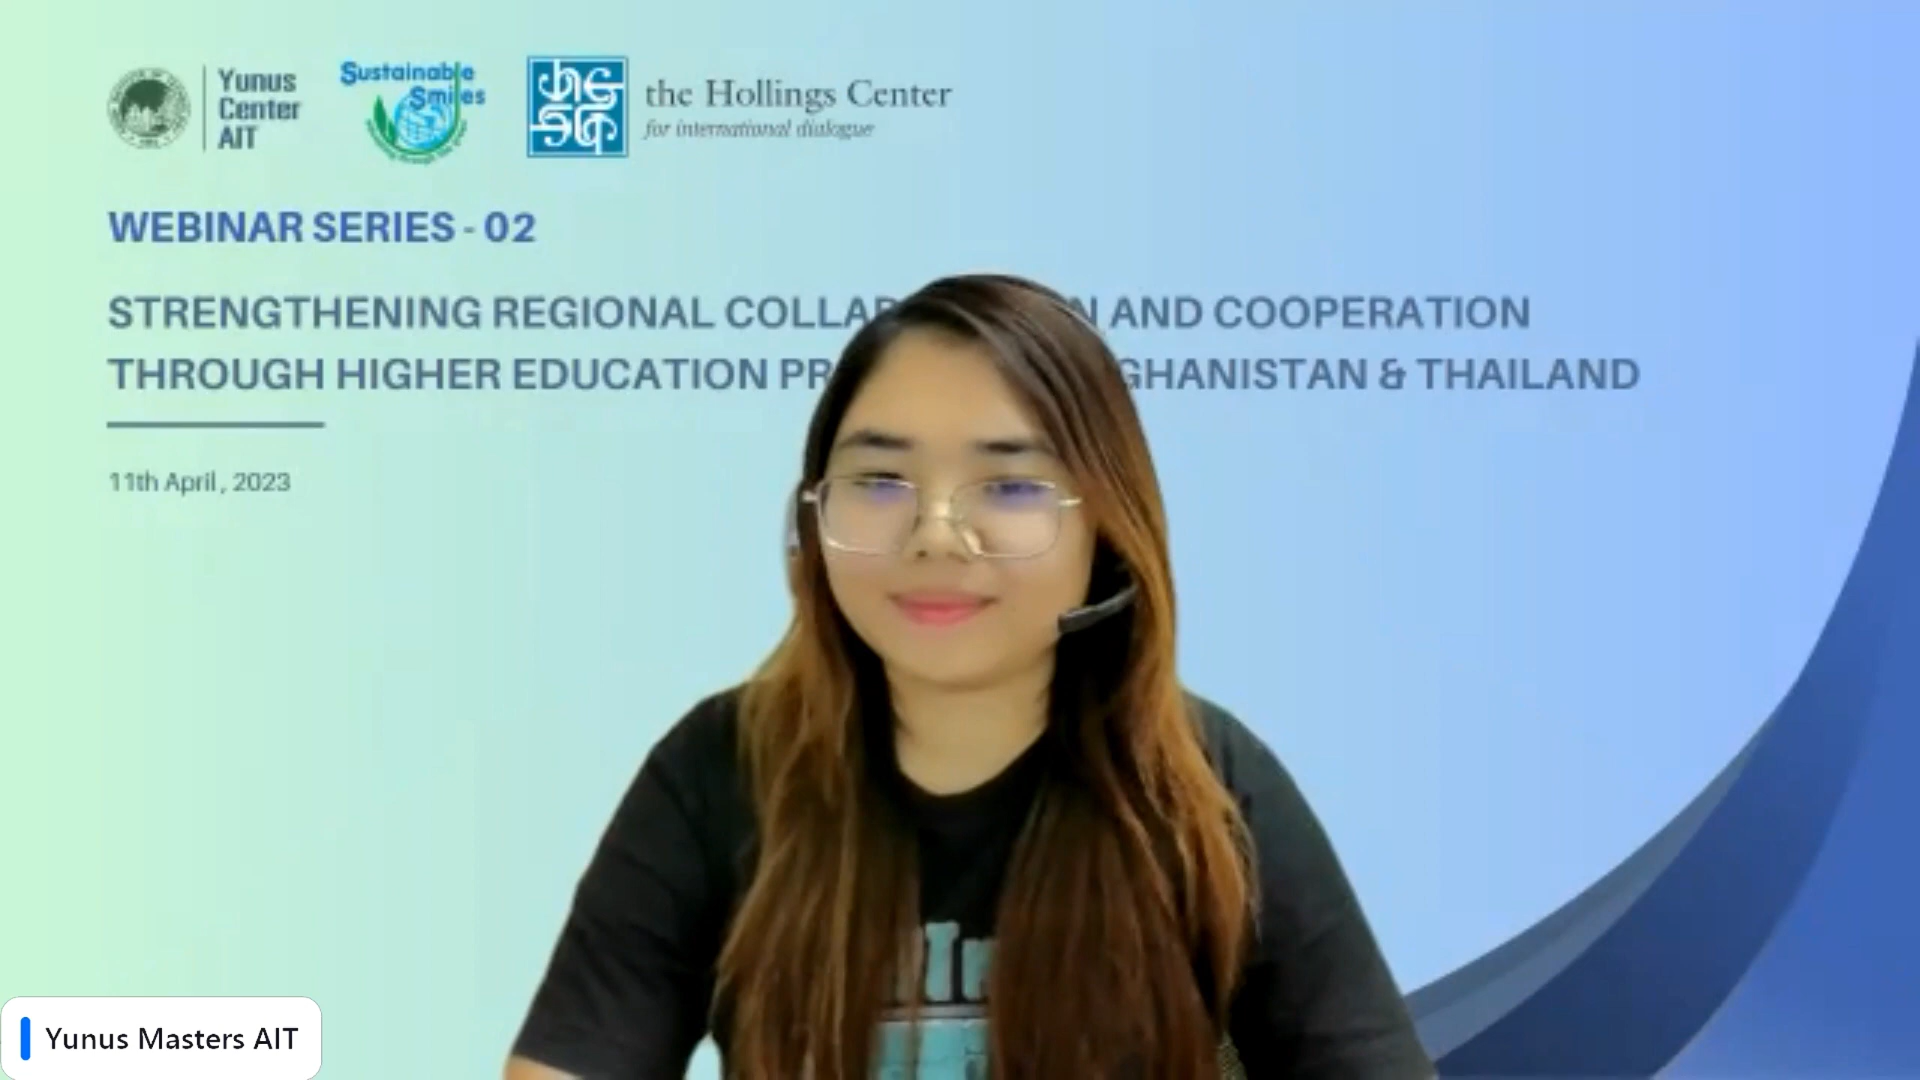 Yunus
Center
AIT
Sustainable
Smiles
the Hollings Center
for international dialogue
WEBINAR SERIES - 02
STRENGTHENING REGIONAL COLLAB N AND COOPERATION
THROUGH HIGHER EDUCATION PR GHANISTAN & THAILAND
11th April, 2023
Yunus Masters AIT